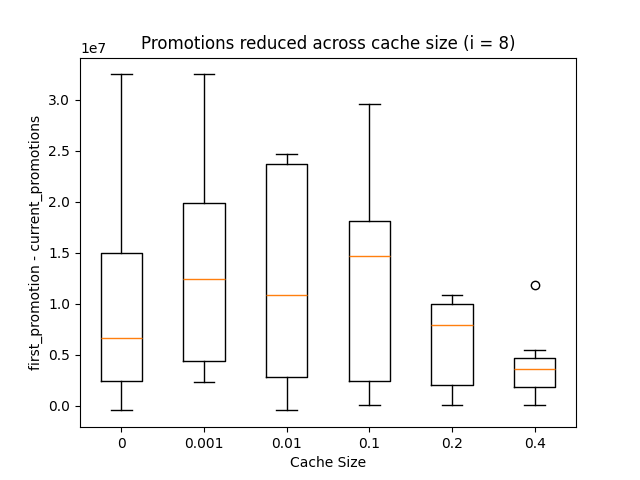 Promotions reduced across cache size (i = 8)
1e7
3.0
2.5
2.0
1.5
1.0
0.5
0.0
first_promotion - current_promotions
0 0.001 0.01 0.1 0.2 0.4
Cache Size